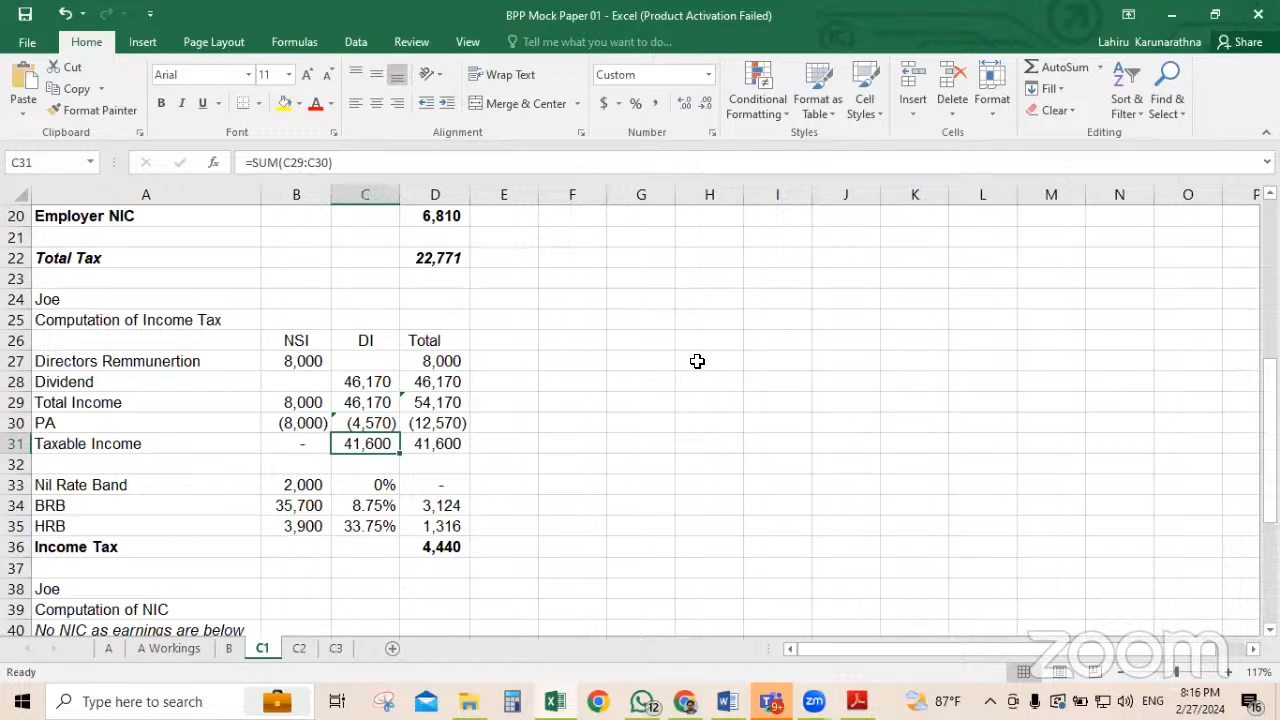 BPP Mock Paper 01 - Excel (Product Activation Failed)
File Home Insert Page Layout Formulas Data Review View Tell me what you want to do... Lahiru Karunarathna Share
Cut
Copy
Format Painter
Paste
Clipboard
Arial 11
B I U
Font
Wrap Text
Merge & Center
Alignment
Custom
$ % ,
Number
Conditional Formatting
Format as Table
Cell Styles
Styles
Insert Delete Format
Cells
AutoSum
Fill
Clear
Sort & Filter
Find & Select
Editing
C31 fx =SUM(C29:C30)
A B C D E F G H I J K L M N O P
20 Employer NIC 6,810
21
22 Total Tax 22,771
23
24 Joe
25 Computation of Income Tax
26 NSI DI Total
27 Directors Remmunertion 8,000 8,000
28 Dividend 46,170 46,170
29 Total Income 8,000 46,170 54,170
30 PA (8,000) (4,570) (12,570)
31 Taxable Income - 41,600 41,600
32
33 Nil Rate Band 2,000 0% -
34 BRB 35,700 8.75% 3,124
35 HRB 3,900 33.75% 1,316
36 Income Tax 4,440
37
38 Joe
39 Computation of NIC
40 No NIC as earnings are below
A A Workings B C1 C2 C3
zoom
Ready 117%
Type here to search 12 9+ 87°F ENG 8:16 PM 2/27/2024 16